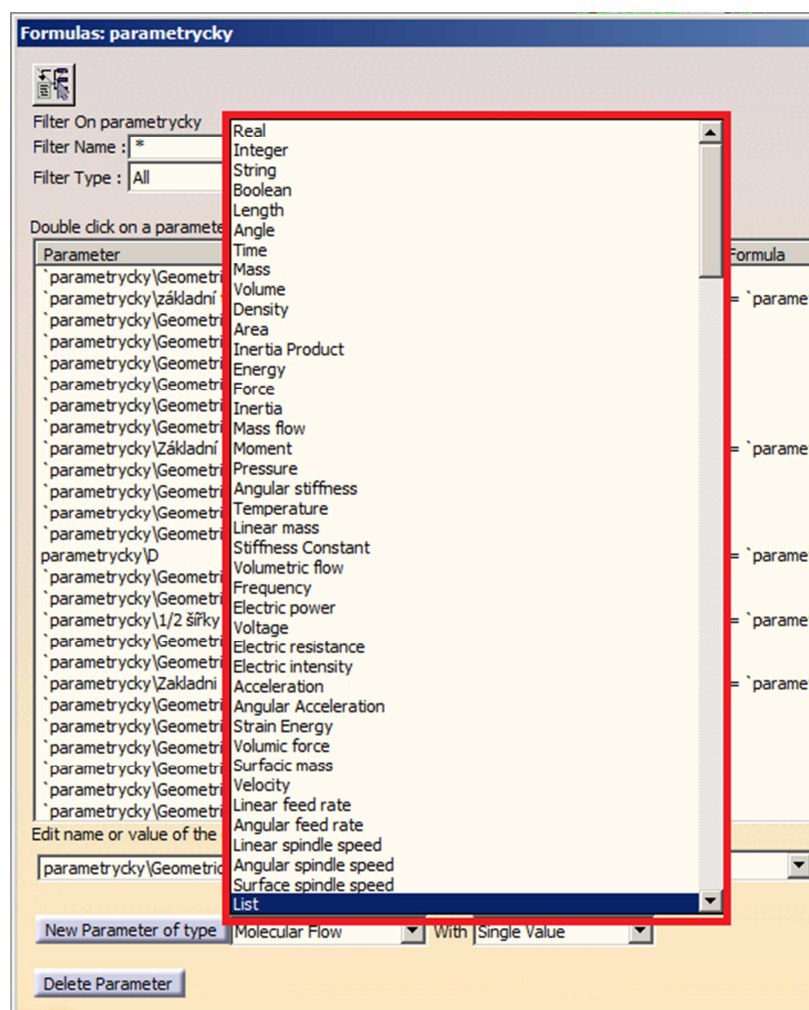 Formulas: parametrycky
Filter On parametrycky
Filter Name : *
Filter Type : All
Double click on a paramete
Parameter
Formula
`parametrycky\Geometri
`parametrycky\základní
= `parame
`parametrycky\Geometri
`parametrycky\Geometri
`parametrycky\Geometri
`parametrycky\Geometri
`parametrycky\Geometri
`parametrycky\Geometri
`parametrycky\Základní
= `parame
`parametrycky\Geometri
`parametrycky\Geometri
`parametrycky\Geometri
`parametrycky\Geometri
parametrycky\D
= `parame
`parametrycky\Geometri
`parametrycky\Geometri
`parametrycky\1/2 šířky
= `parame
`parametrycky\Geometri
`parametrycky\Geometri
`parametrycky\Zakladni
= `parame
`parametrycky\Geometri
`parametrycky\Geometri
`parametrycky\Geometri
`parametrycky\Geometri
`parametrycky\Geometri
`parametrycky\Geometri
Real
Integer
String
Boolean
Length
Angle
Time
Mass
Volume
Density
Area
Inertia Product
Energy
Force
Inertia
Mass flow
Moment
Pressure
Angular stiffness
Temperature
Linear mass
Stiffness Constant
Volumetric flow
Frequency
Electric power
Voltage
Electric resistance
Electric intensity
Acceleration
Angular Acceleration
Strain Energy
Volumic force
Surfacic mass
Velocity
Linear feed rate
Angular feed rate
Linear spindle speed
Angular spindle speed
Surface spindle speed
List
Edit name or value of the
parametrycky\Geometric
New Parameter of type Molecular Flow With Single Value
Delete Parameter